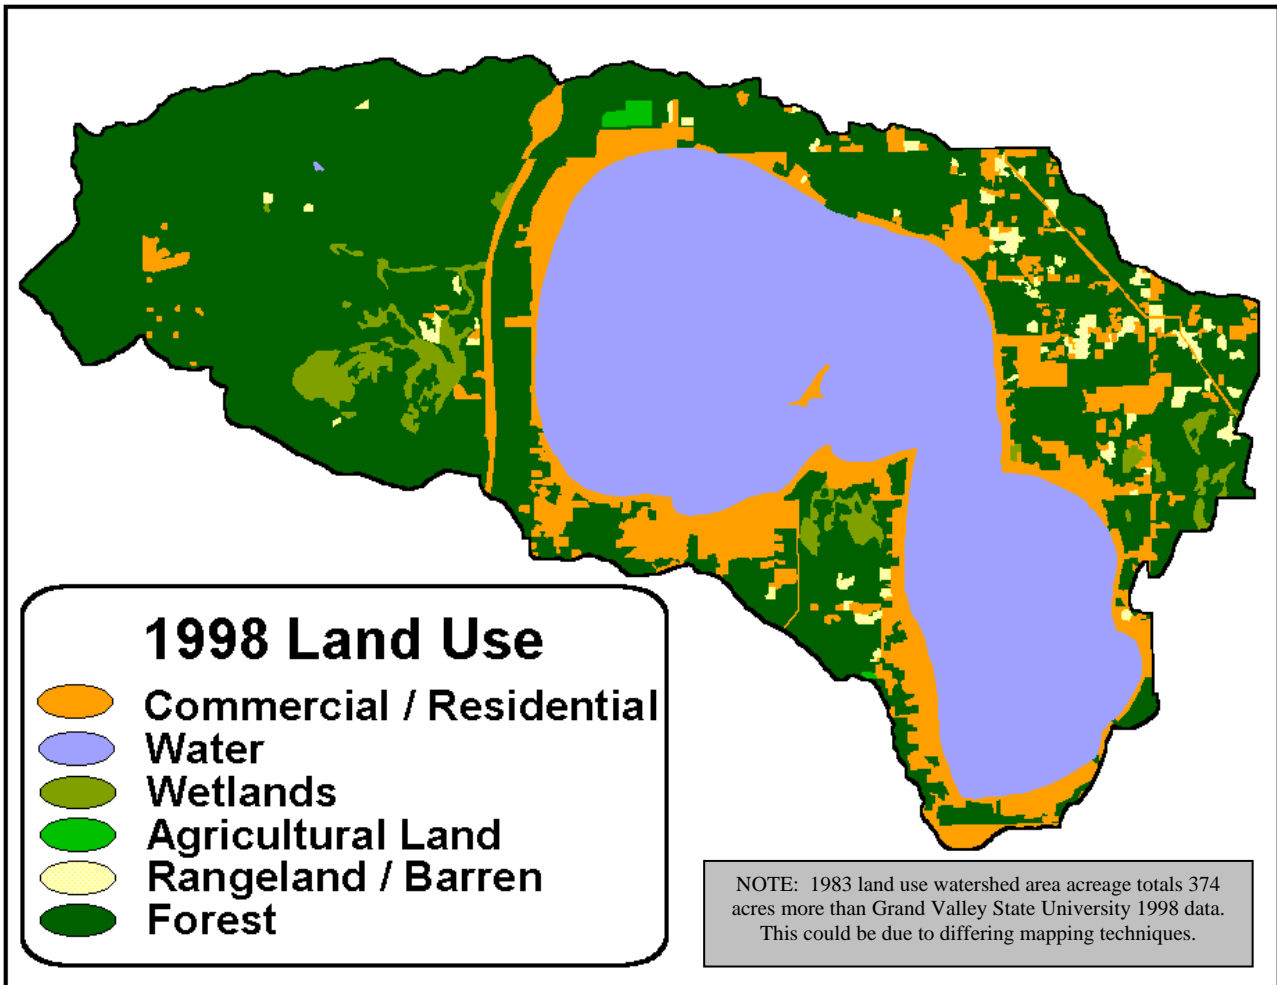 1998 Land Use
Commercial / Residential
Water
Wetlands
Agricultural Land
Rangeland / Barren
Forest
NOTE: 1983 land use watershed area acreage totals 374
acres more than Grand Valley State University 1998 data.
This could be due to differing mapping techniques.